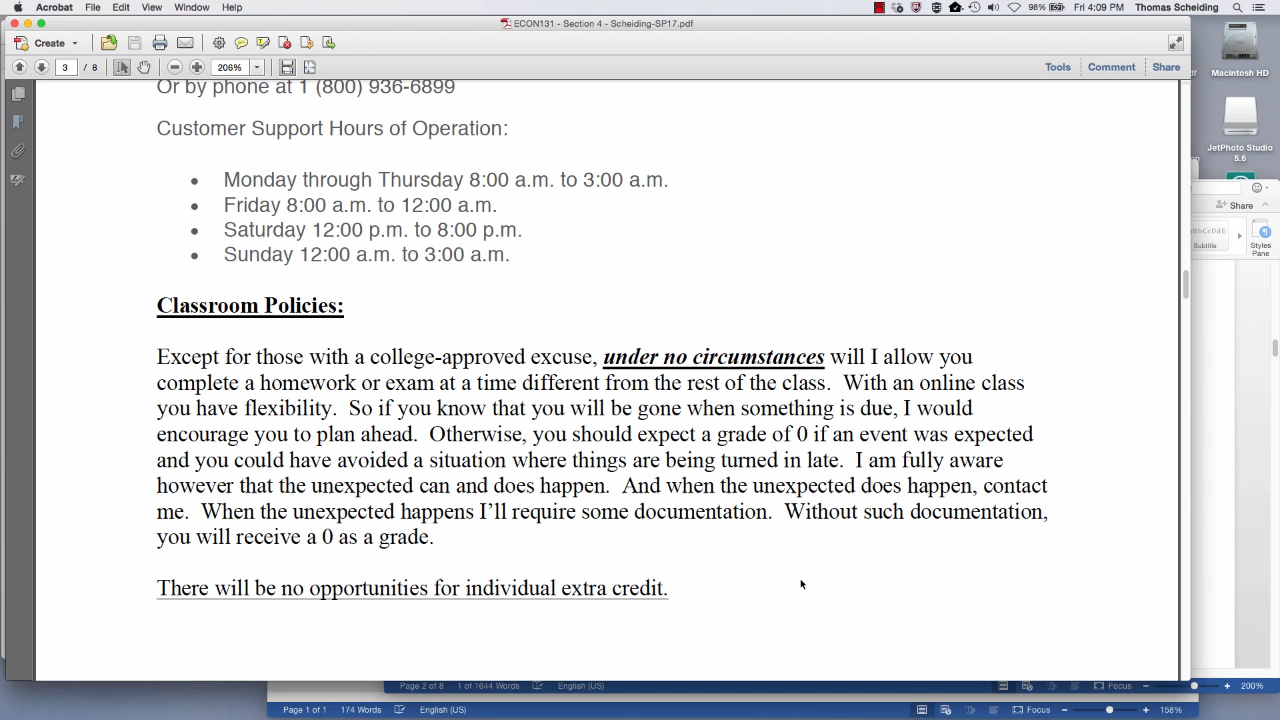 Acrobat File Edit View Window Help 98% Fri 4:09 PM Thomas Scheiding
ECON131 - Section 4 - Scheiding-SP17.pdf
Create
3 / 8 206% Tools Comment Share
Macintosh HD
JetPhoto Studio
5.6
Share
Subtitle
Styles
Pane
Or by phone at 1 (800) 936-6899
Customer Support Hours of Operation:
• Monday through Thursday 8:00 a.m. to 3:00 a.m.
• Friday 8:00 a.m. to 12:00 a.m.
• Saturday 12:00 p.m. to 8:00 p.m.
• Sunday 12:00 a.m. to 3:00 a.m.
Classroom Policies:
Except for those with a college-approved excuse, under no circumstances will I allow you
complete a homework or exam at a time different from the rest of the class. With an online class
you have flexibility. So if you know that you will be gone when something is due, I would
encourage you to plan ahead. Otherwise, you should expect a grade of 0 if an event was expected
and you could have avoided a situation where things are being turned in late. I am fully aware
however that the unexpected can and does happen. And when the unexpected does happen, contact
me. When the unexpected happens I’ll require some documentation. Without such documentation,
you will receive a 0 as a grade.
There will be no opportunities for individual extra credit.
Page 2 of 8 1 of 1644 Words English (US) Focus 200%
Page 1 of 1 174 Words English (US) Focus 158%